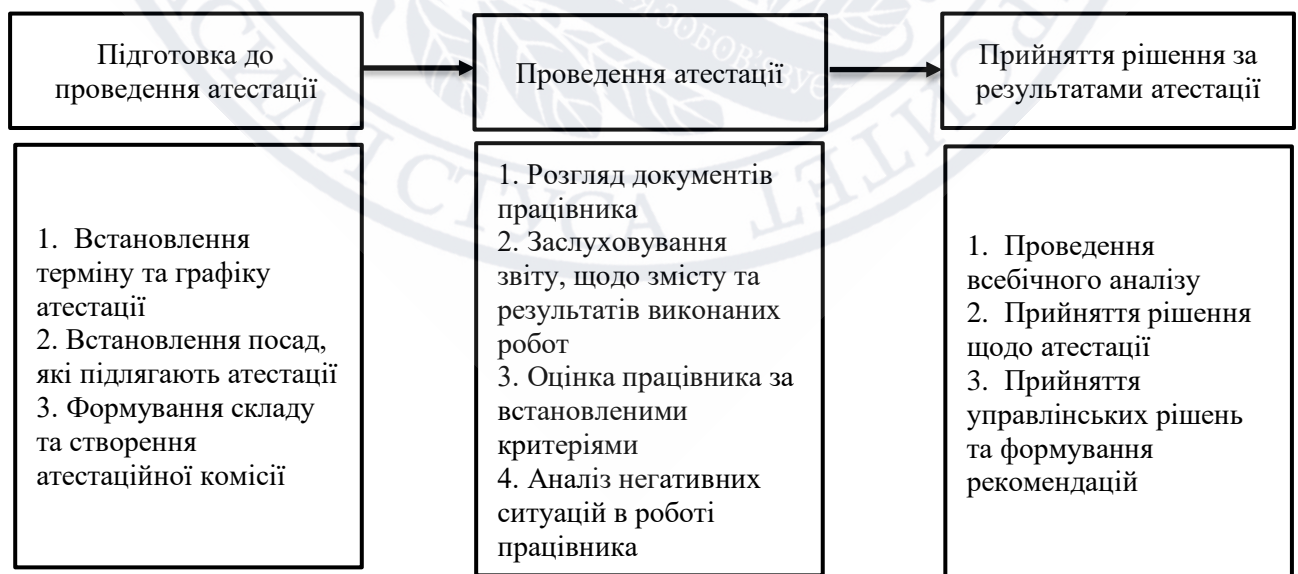 Підготовка до
проведення атестації
Проведення атестації
Прийняття рішення за
результатами атестації
1. Встановлення
терміну та графіку
атестації
2. Встановлення посад,
які підлягають атестації
3. Формування складу
та створення
атестаційної комісії
1. Розгляд документів
працівника
2. Заслуховування
звіту, щодо змісту та
результатів виконаних
робот
3. Оцінка працівника за
встановленими
критеріями
4. Аналіз негативних
ситуацій в роботі
працівника
1. Проведення
всебічного аналізу
2. Прийняття рішення
щодо атестації
3. Прийняття
управлінських рішень
та формування
рекомендацій